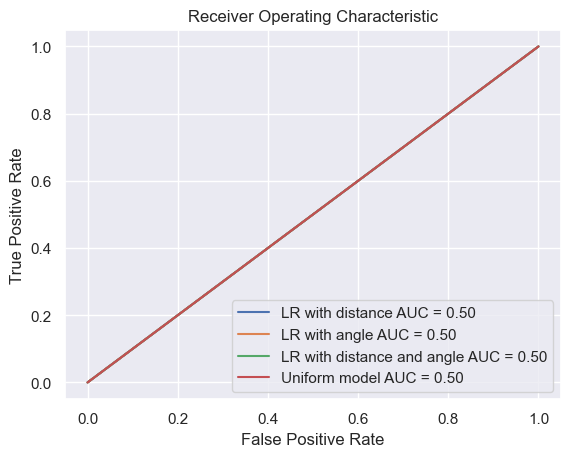 Receiver Operating Characteristic
True Positive Rate
1.0
0.8
0.6
0.4
0.2
0.0
LR with distance AUC = 0.50
LR with angle AUC = 0.50
LR with distance and angle AUC = 0.50
Uniform model AUC = 0.50
0.0 0.2 0.4 0.6 0.8 1.0
False Positive Rate